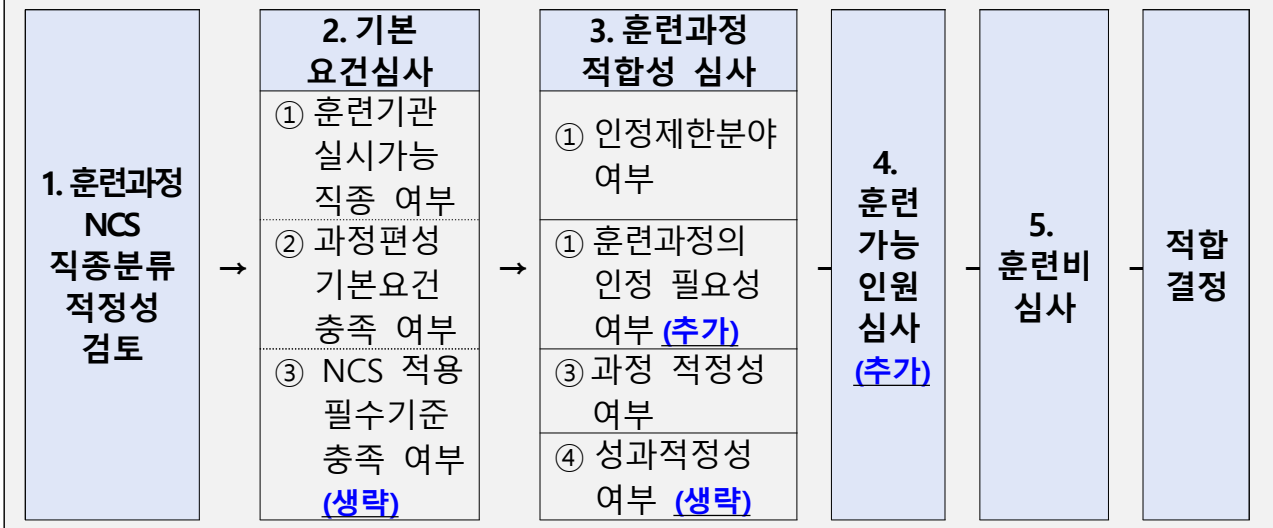 1. 훈련과정
NCS
직종분류
적정성
검토
→
2. 기본
요건심사
① 훈련기관
실시가능
직종 여부
② 과정편성
기본요건
충족 여부
③ NCS 적용
필수기준
충족 여부
(생략)
→
3. 훈련과정
적합성 심사
① 인정제한분야
여부
① 훈련과정의
인정 필요성
여부 (추가)
③ 과정 적정성
여부
④ 성과적정성
여부 (생략)
4.
훈련
가능
인원
심사
(추가)
5.
훈련비
심사
적합
결정